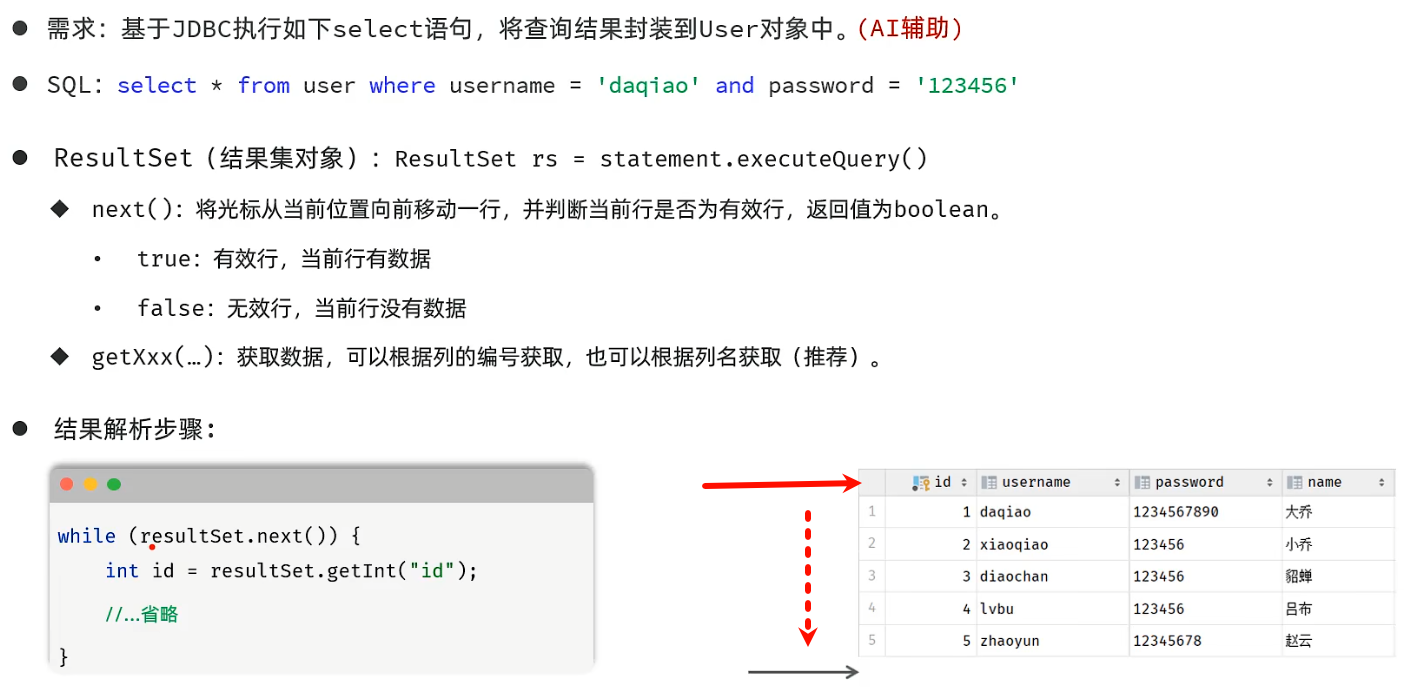 需求：基于JDBC执行如下select语句，将查询结果封装到User对象中。（AI辅助）
SQL：select * from user where username = 'daqiao' and password = '123456'
ResultSet（结果集对象）：ResultSet rs = statement.executeQuery()
next()：将光标从当前位置向前移动一行，并判断当前行是否为有效行，返回值为boolean。
true：有效行，当前行有数据
false：无效行，当前行没有数据
getXxx(…)：获取数据，可以根据列的编号获取，也可以根据列名获取（推荐）。
结果解析步骤：
while (resultSet.next()) {
int id = resultSet.getInt("id");
//...省略
}
id username password name
1 1 daqiao 1234567890 大乔
2 2 xiaoqiao 123456 小乔
3 3 diaochan 123456 貂蝉
4 4 lvbu 123456 吕布
5 5 zhaoyun 12345678 赵云